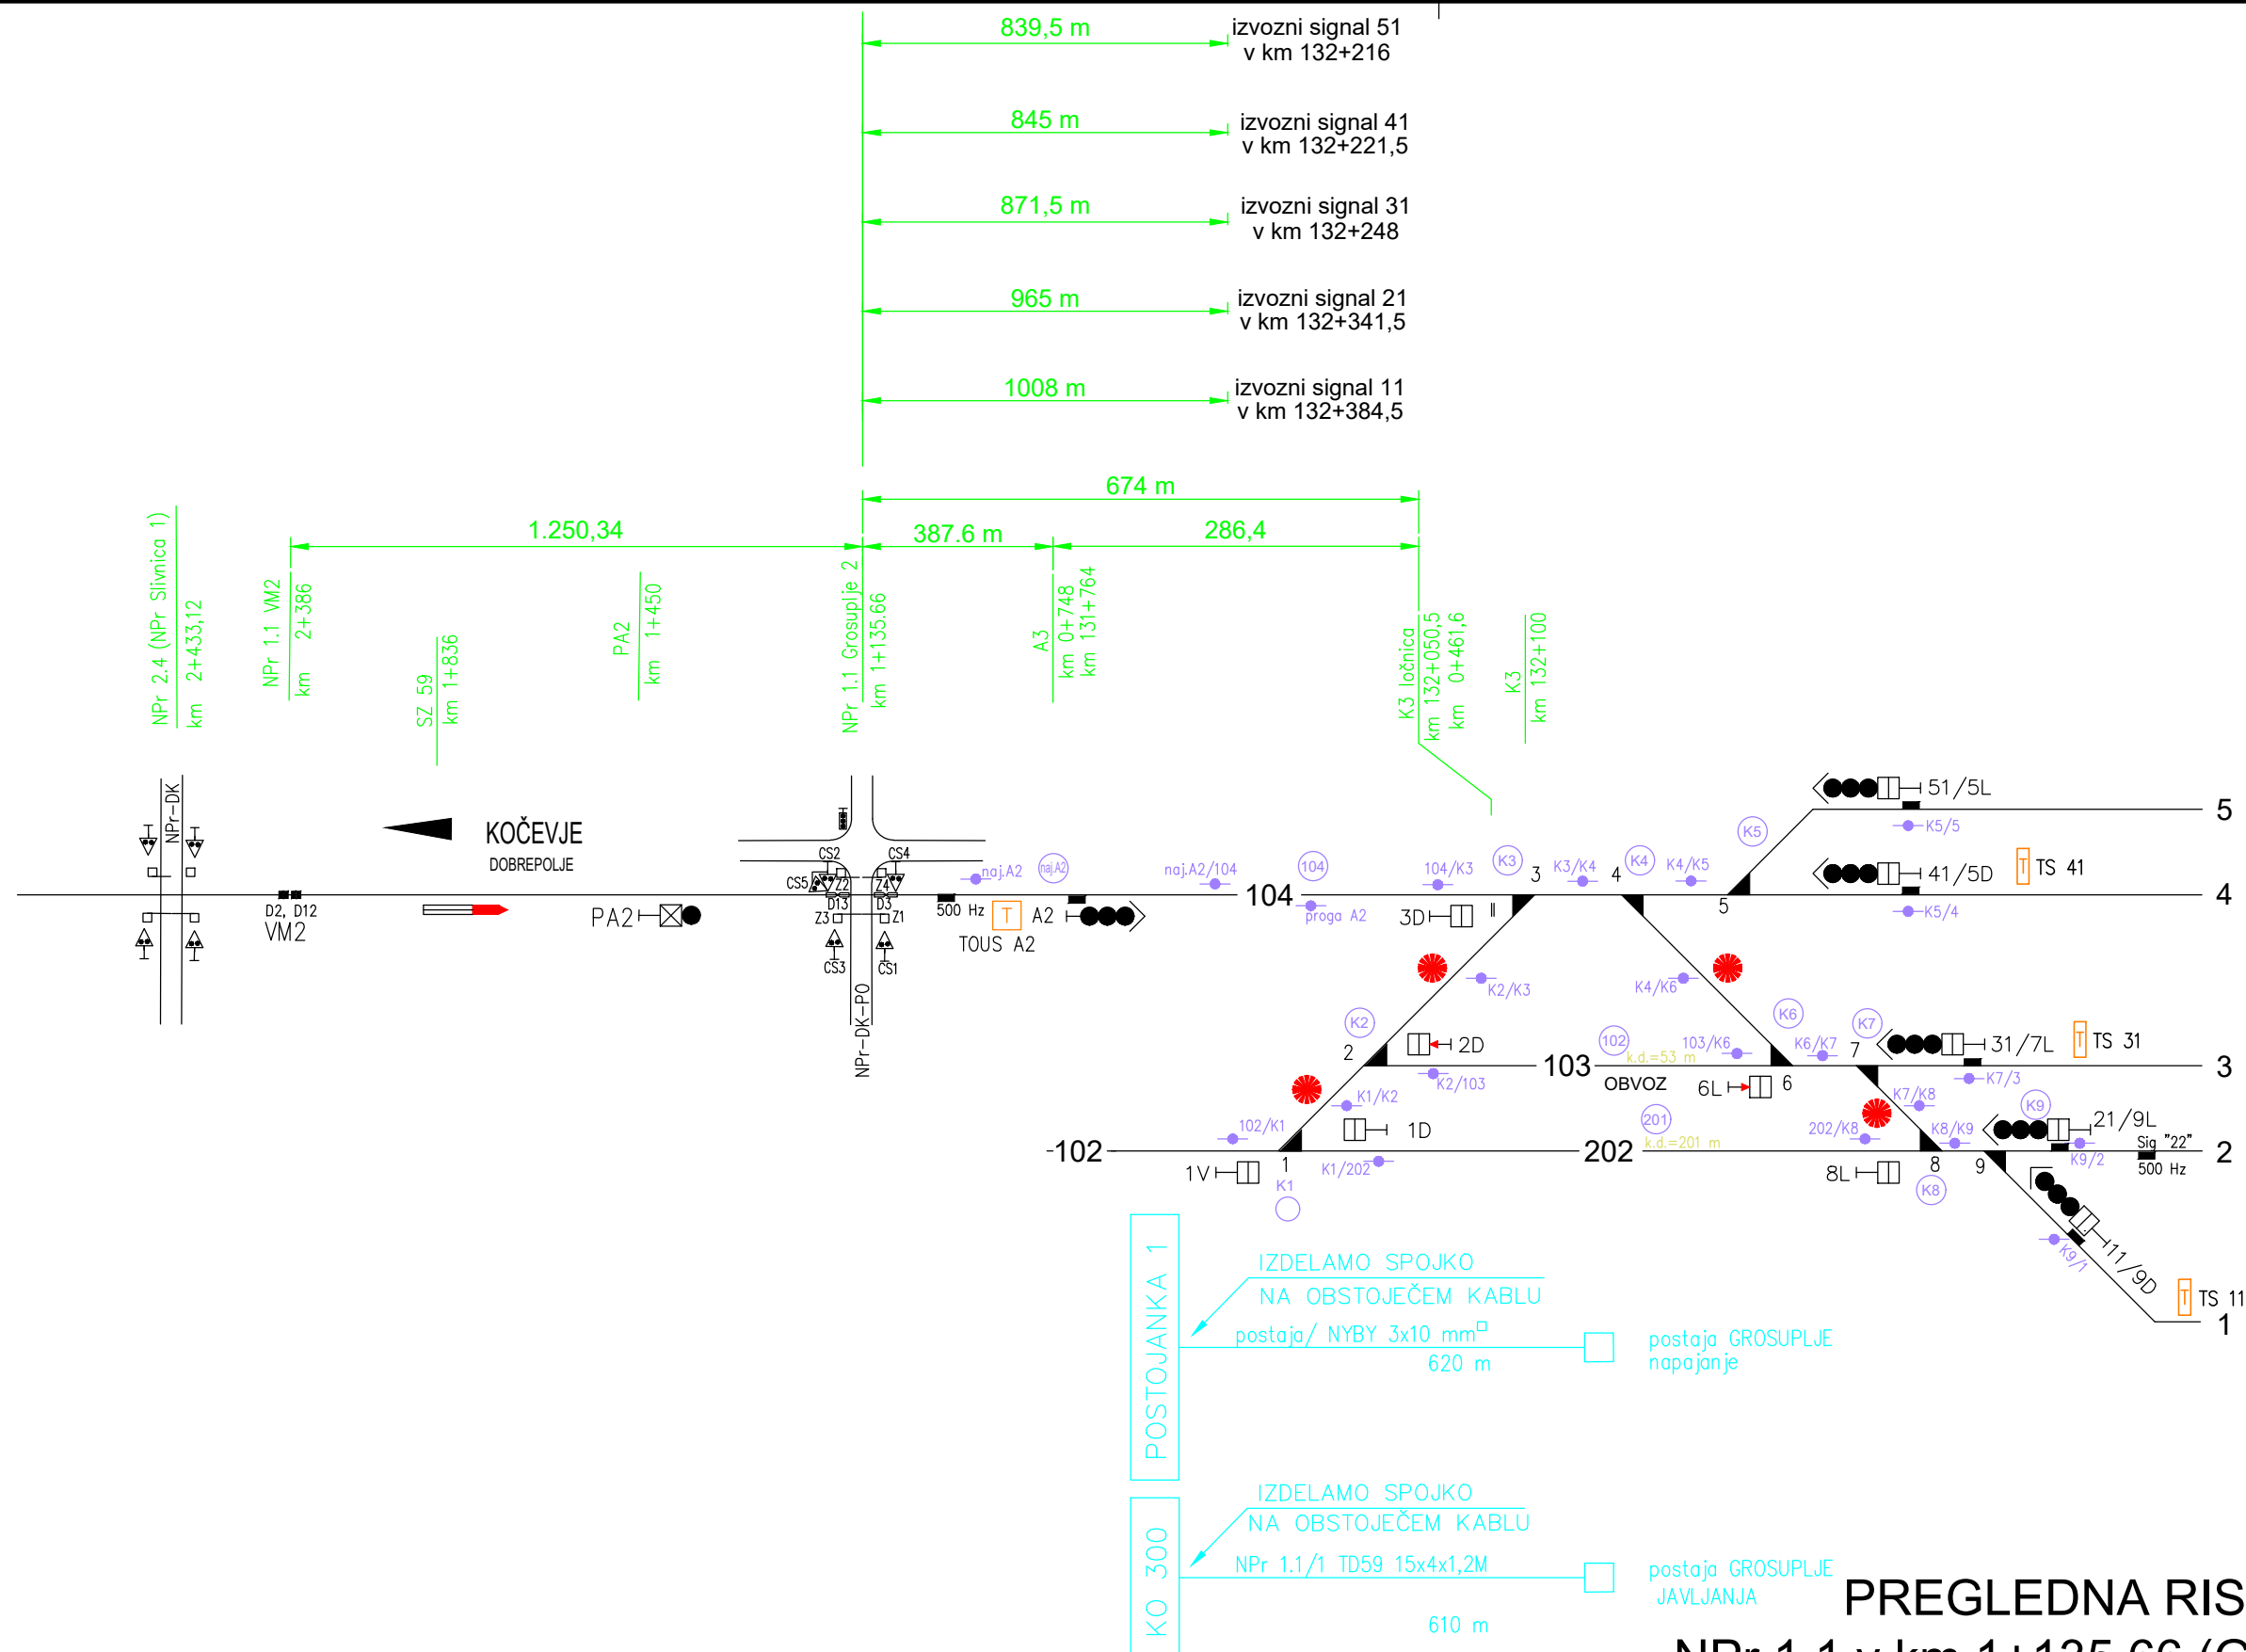 839,5 m
izvozni signal 51
v km 132+216
845 m
izvozni signal 41
v km 132+221,5
871,5 m
izvozni signal 31
v km 132+248
965 m
izvozni signal 21
v km 132+341,5
1008 m
izvozni signal 11
v km 132+384,5
674 m
1.250,34
387.6 m
286,4
NPr 2.4 (NPr Slivnica 1)
km 2+433,12
NPr 1.1 VM2
km 2+386
SZ 59
km 1+836
PA2
km 1+450
NPr 1.1 Grosuplje 2
km 1+135.66
A3
km 0+748
km 131+764
K3 ločnica
km 132+050,5
km 0+461,6
K3
km 132+100
NPr-DK
KOČEVJE
DOBREPOLJE
D2, D12
VM2
PA2
CS2
CS4
CS5
Z2
Z4
D13
D3
Z3
Z1
CS3
CS1
NPr-DK-PO
naj.A2
naj.A2
500 Hz
T
A2
TOUS A2
naj.A2/104
104
104
proga A2
104/K3
K3
3D
3
K3/K4
4
K4
K4/K5
K5
5
51/5L
K5/5
5
41/5D
T TS 41
K5/4
4
K2/K3
K4/K6
K2
2
2D
K2/103
103
102
k.d.=53 m
OBVOZ
103/K6
K6
6L
6
K6/K7
K7
7
31/7L
T TS 31
K7/3
3
K1/K2
102/K1
1D
102
1V
1
K1
K1/202
202
201
k.d.=201 m
202/K8
K7/K8
K8/K9
K9
21/9L
8L
8
K8
9
K9/2
Sig "22"
500 Hz
2
K9/1
11/9D
T TS 11
1
POSTOJANKA 1
IZDELAMO SPOJKO
NA OBSTOJEČEM KABLU
postaja/ NYBY 3x10 mm□
620 m
postaja GROSUPLJE
napajanje
KO 300
IZDELAMO SPOJKO
NA OBSTOJEČEM KABLU
NPr 1.1/1 TD59 15x4x1,2M
610 m
postaja GROSUPLJE
JAVLJANJA
PREGLEDNA RIS
NPr 1.1 v km 1+135.66 (G